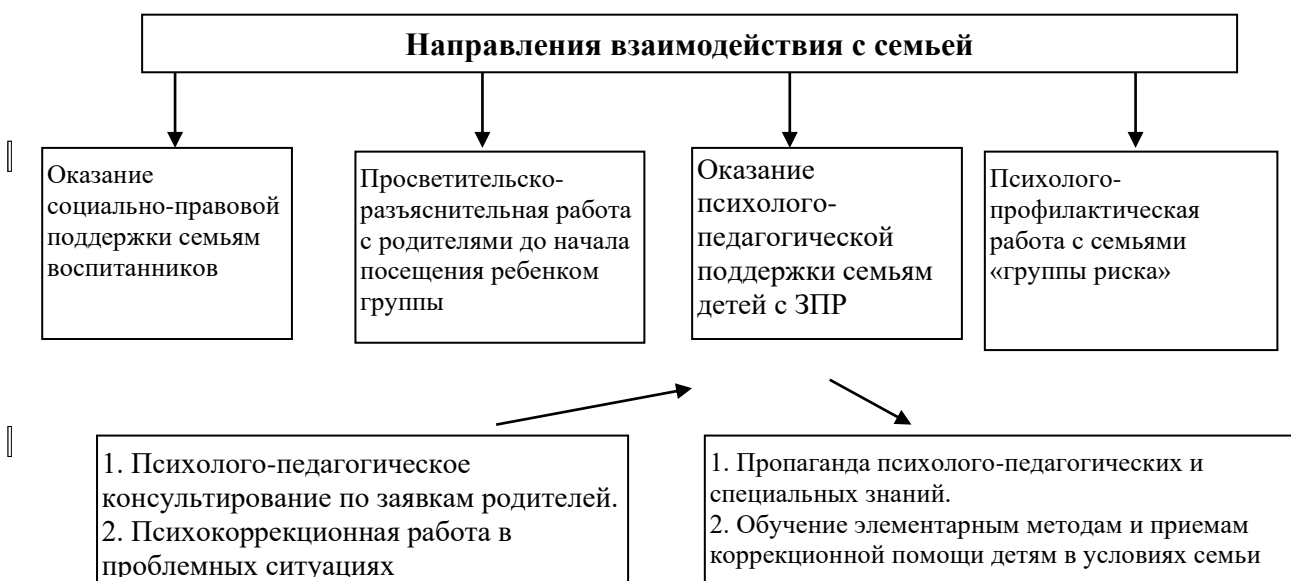 Направления взаимодействия с семьей
Оказание
социально-правовой
поддержки семьям
воспитанников
Просветительско-
разъяснительная работа
с родителями до начала
посещения ребенком
группы
Оказание
психолого-
педагогической
поддержки семьям
детей с ЗПР
Психолого-
профилактическая
работа с семьями
«группы риска»
1. Психолого-педагогическое
консультирование по заявкам родителей.
2. Психокоррекционная работа в
проблемных ситуациях
1. Пропаганда психолого-педагогических и
специальных знаний.
2. Обучение элементарным методам и приемам
коррекционной помощи детям в условиях семьи